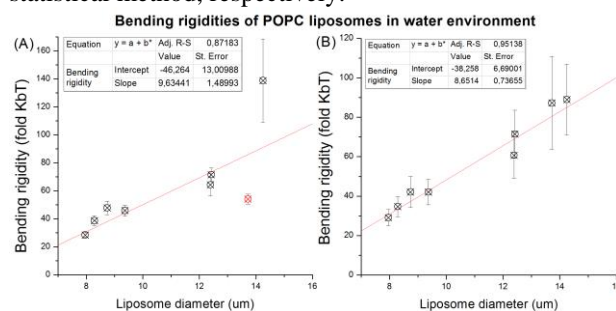 statistical method, respectively.
Bending rigidities of POPC liposomes in water environment
(A)
Equation y = a + b* Adj. R-S 0,87183
Value St. Error
Bending rigidity Intercept -46,264 13,00988
Slope 9,63441 1,48993
160
140
120
100
80
60
40
20
0
Bending rigidity (fold KbT)
8 10 12 14 16
Liposome diameter (um)
(B)
Equation y = a + b* Adj. R-S 0,95138
Value St. Error
Bending rigidity Intercept -38,258 6,69001
Slope 8,6514 0,73655
120
100
80
60
40
20
0
Bending rigidity (fold KbT)
8 10 12 14 16
Liposome diameter (um)